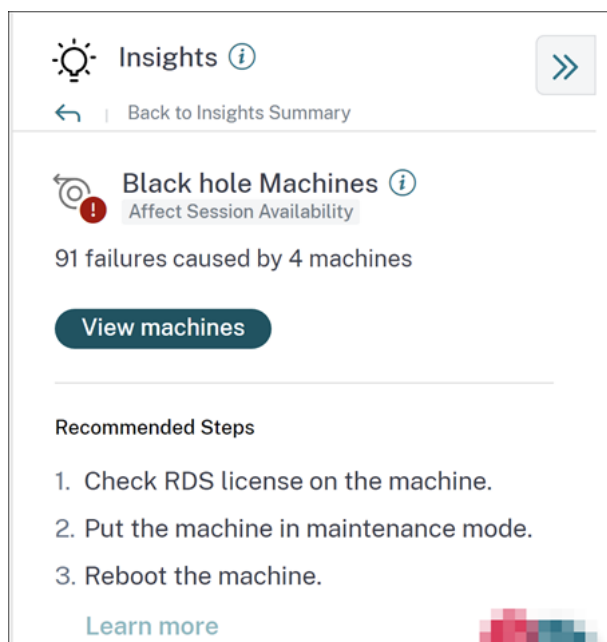 Insights
Back to Insights Summary
Black hole Machines
Affect Session Availability
91 failures caused by 4 machines
View machines
Recommended Steps
1. Check RDS license on the machine.
2. Put the machine in maintenance mode.
3. Reboot the machine.
Learn more